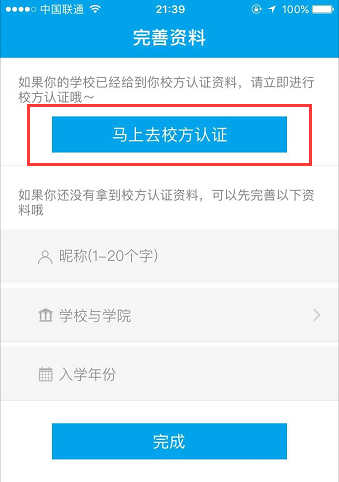 中国联通 21:39 100%
完善资料
如果你的学校已经给到你校方认证资料，请立即进行
校方认证哦～
马上去校方认证
如果你还没有拿到校方认证资料，可以先完善以下资
料哦
昵称(1-20个字)
学校与学院
入学年份
完成